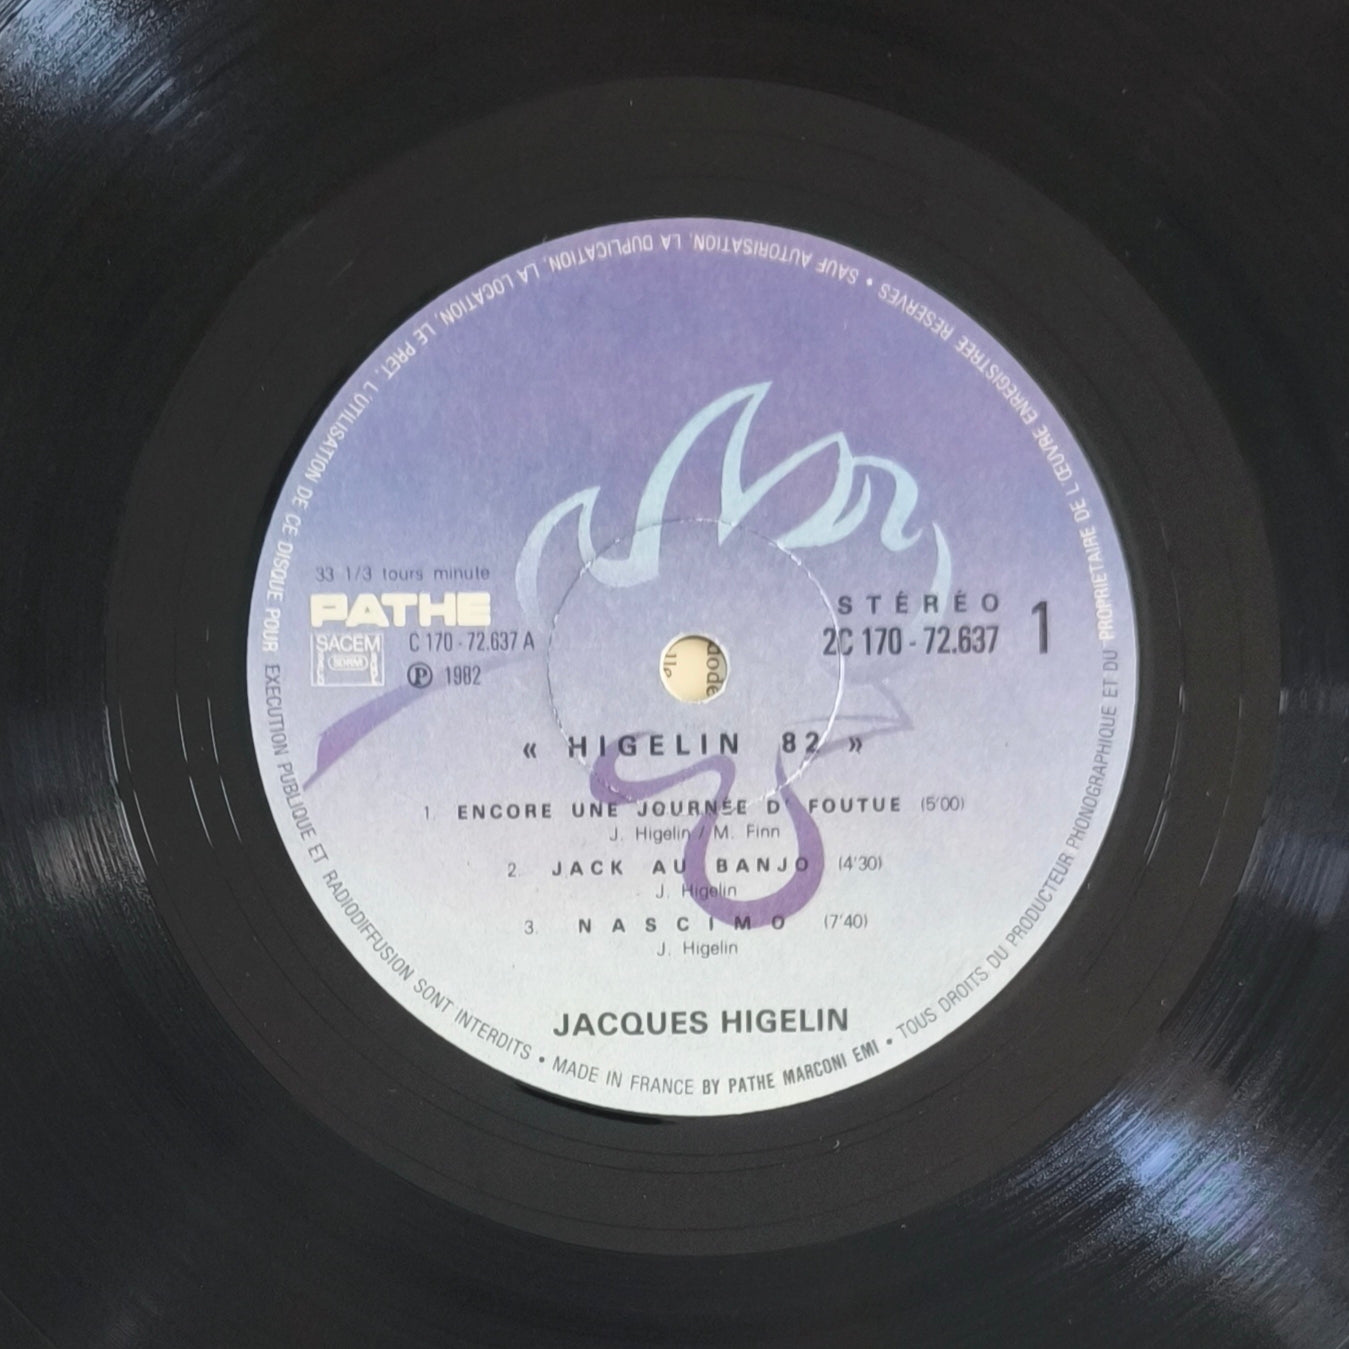 33 1/3 tours minute
PATHE
SACEM
SDRM
C 170 - 72.637 A
℗ 1982
STÉRÉO
2C 170 - 72.637
1
« HIGELIN 82 »
1. ENCORE UNE JOURNÉE D' FOUTUE (5'00)
J. Higelin / M. Finn
2. JACK AU BANJO (4'30)
J. Higelin
3. NASCIMO (7'40)
J. Higelin
JACQUES HIGELIN
MADE IN FRANCE BY PATHE MARCONI EMI • TOUS DROITS DU PRODUCTEUR PHONOGRAPHIQUE ET DU PROPRIETAIRE DE L'ŒUVRE ENREGISTREE RESERVES • SAUF AUTORISATION, LA DUPLICATION, LA LOCATION, LE PRET, L'UTILISATION DE CE DISQUE POUR EXECUTION PUBLIQUE ET RADIODIFFUSION SONT INTERDITS •